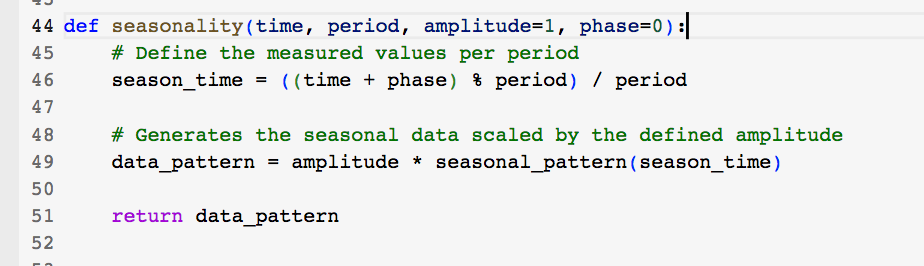 44 def seasonality(time, period, amplitude=1, phase=0):
45     # Define the measured values per period
46     season_time = ((time + phase) % period) / period
47
48     # Generates the seasonal data scaled by the defined amplitude
49     data_pattern = amplitude * seasonal_pattern(season_time)
50
51     return data_pattern
52